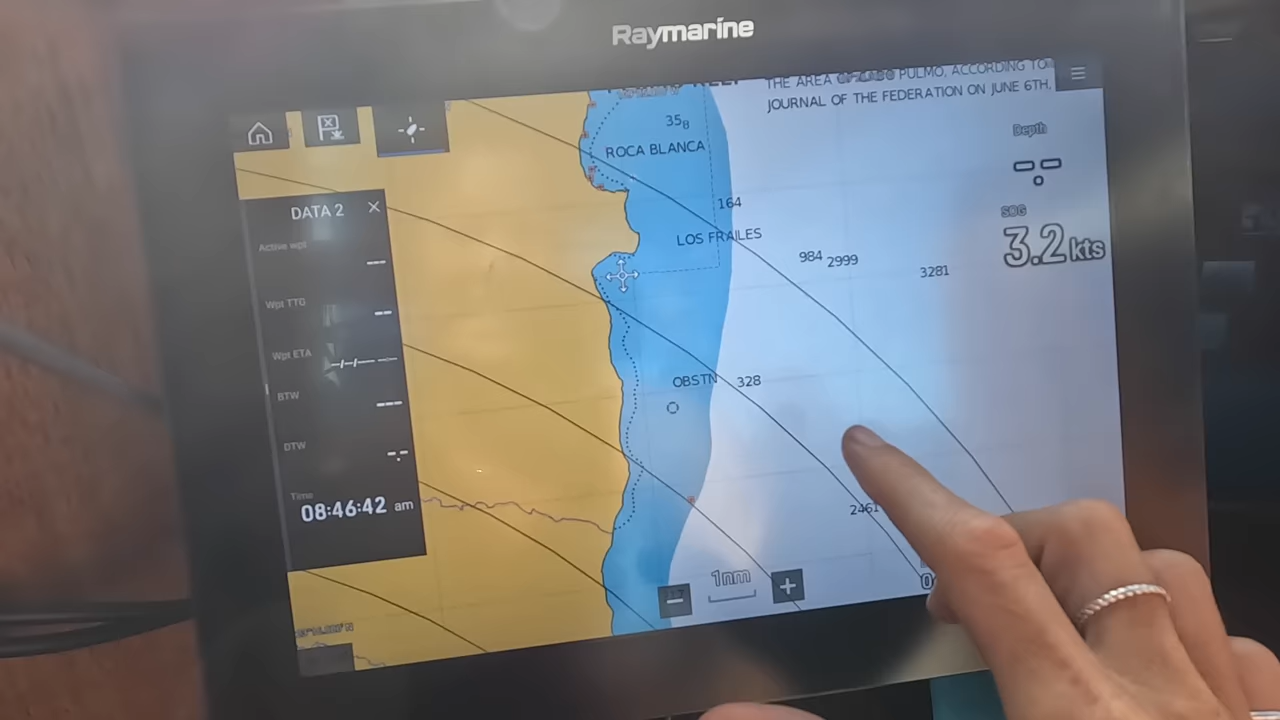 Raymarine
THE AREA OF CABO PULMO, ACCORDING TO
JOURNAL OF THE FEDERATION ON JUNE 6TH,
35₈
ROCA BLANCA
Depth
DATA 2
164
SOG
LOS FRAILES
3.2 kts
Active wpt
984
2999
3281
Wpt TTG
Wpt ETA
OBSTN
328
BTW
DTW
Time
08:46:42 am
2461
1nm